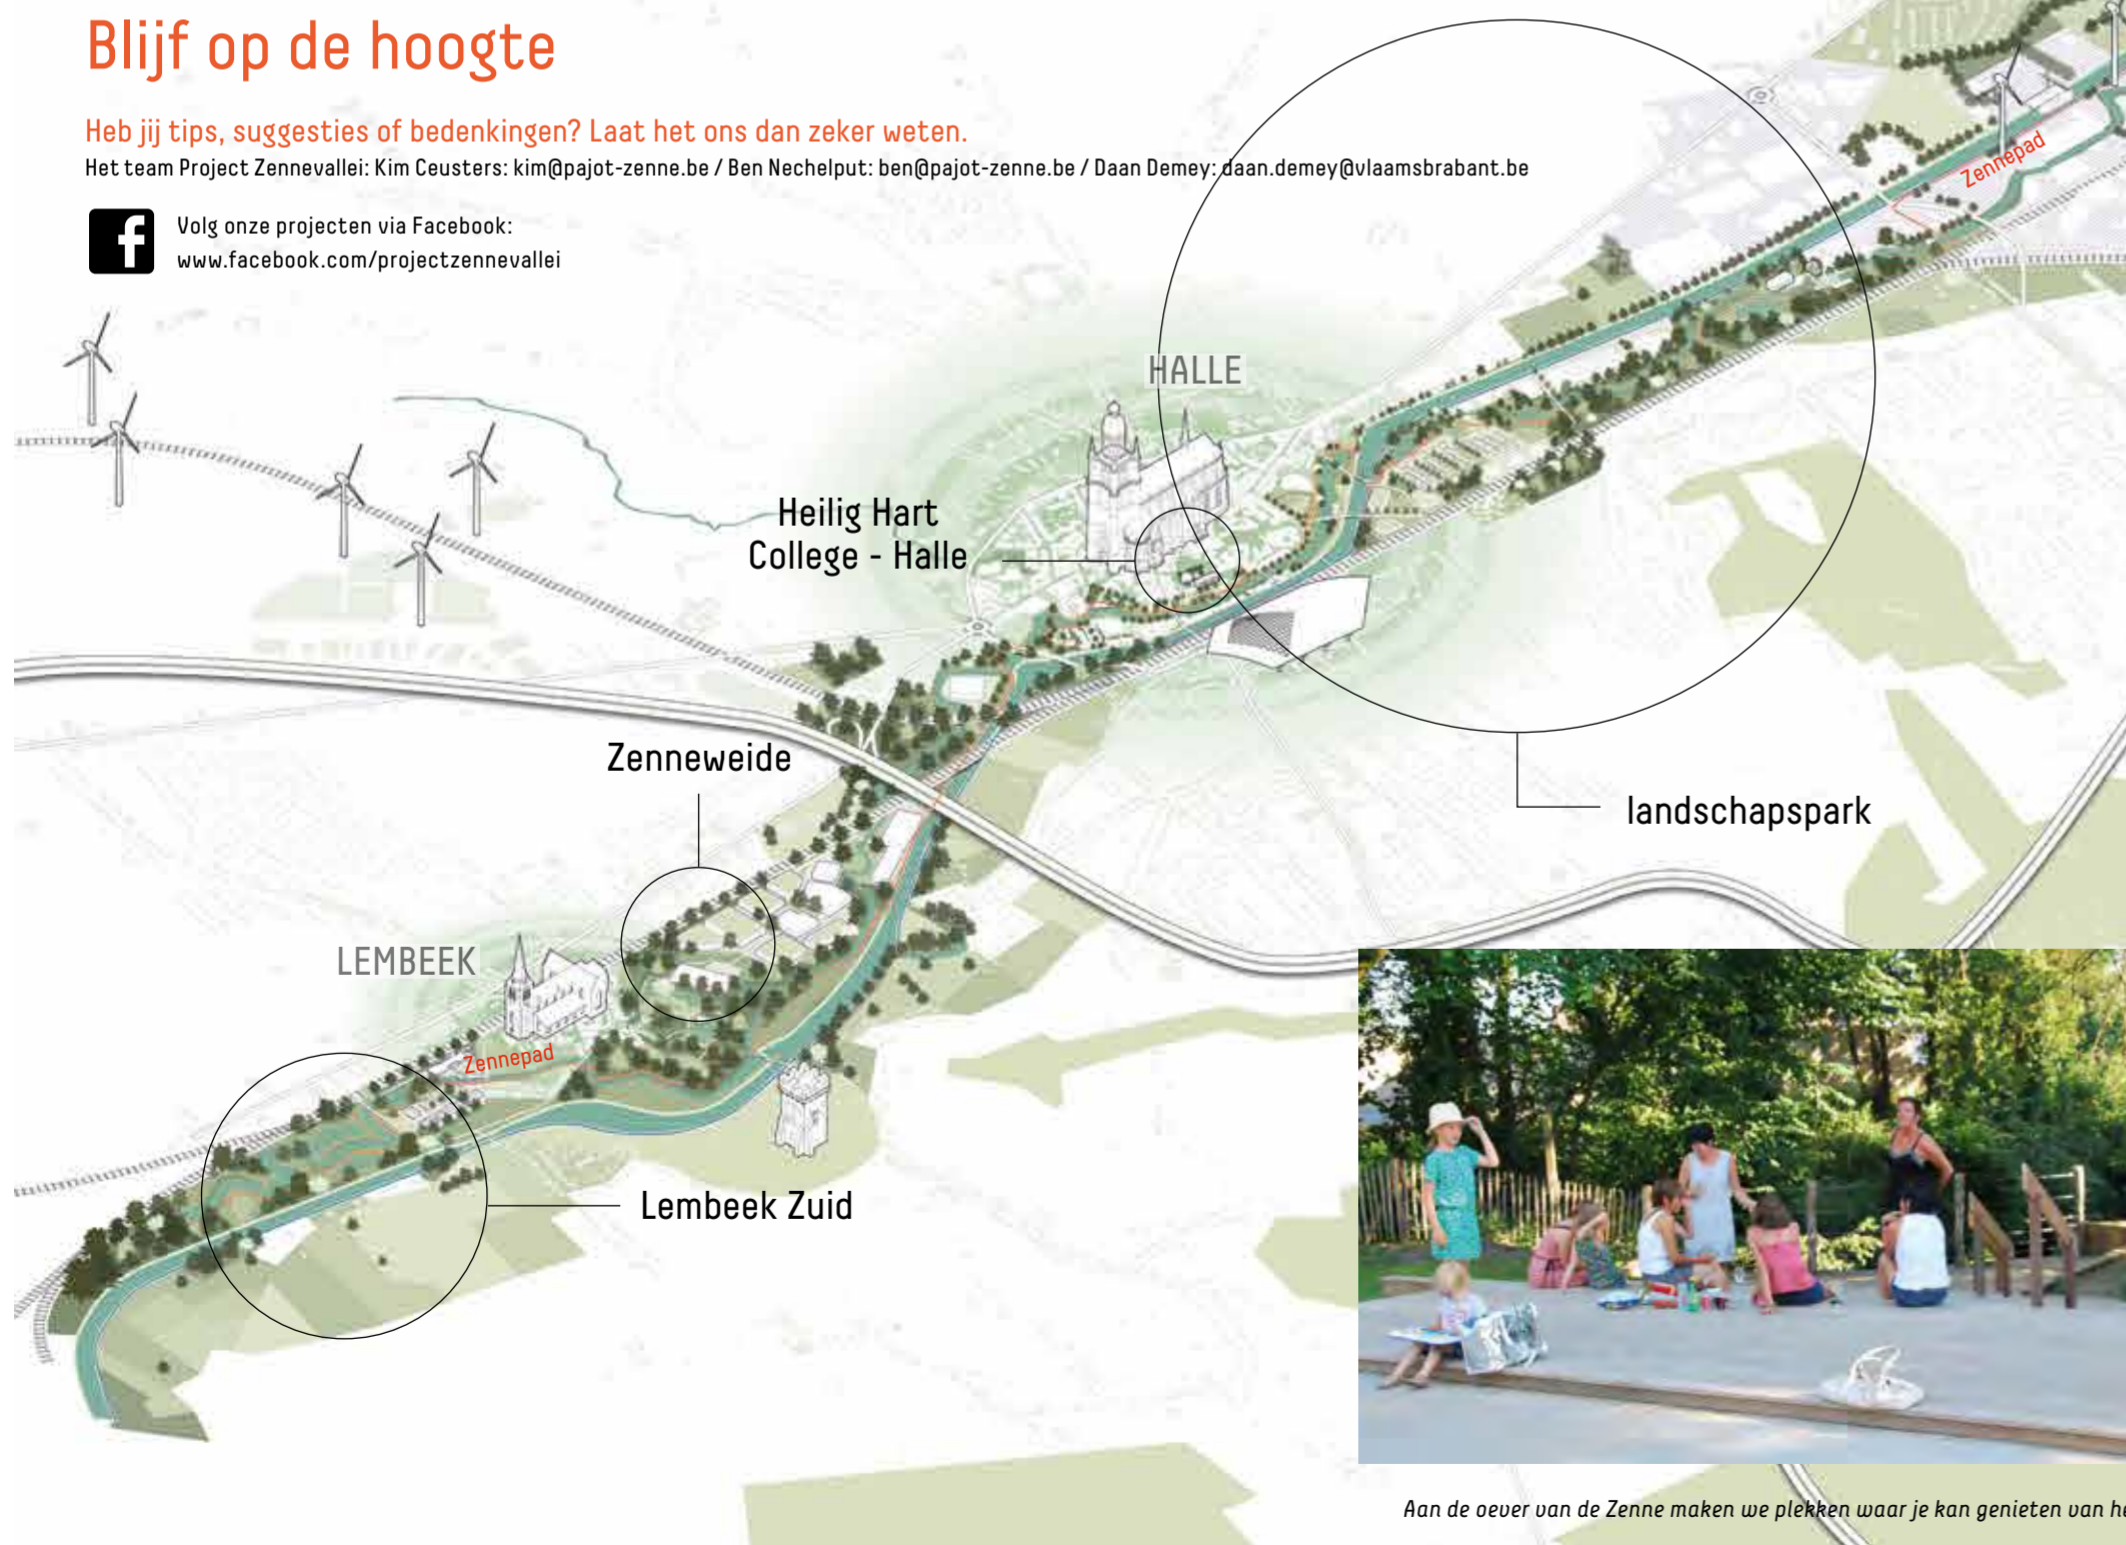 Blijf op de hoogte
Heb jij tips, suggesties of bedenkingen? Laat het ons dan zeker weten.
Het team Project Zennevallei: Kim Ceusters: kim@pajot-zenne.be / Ben Nechelput: ben@pajot-zenne.be / Daan Demey: daan.demey@vlaamsbrabant.be
Volg onze projecten via Facebook:
www.facebook.com/projectzennevallei
Zennepad
HALLE
Heilig Hart
College - Halle
Zenneweide
landschapspark
LEMBEEK
Zennepad
Lembeek Zuid
Aan de oever van de Zenne maken we plekken waar je kan genieten van